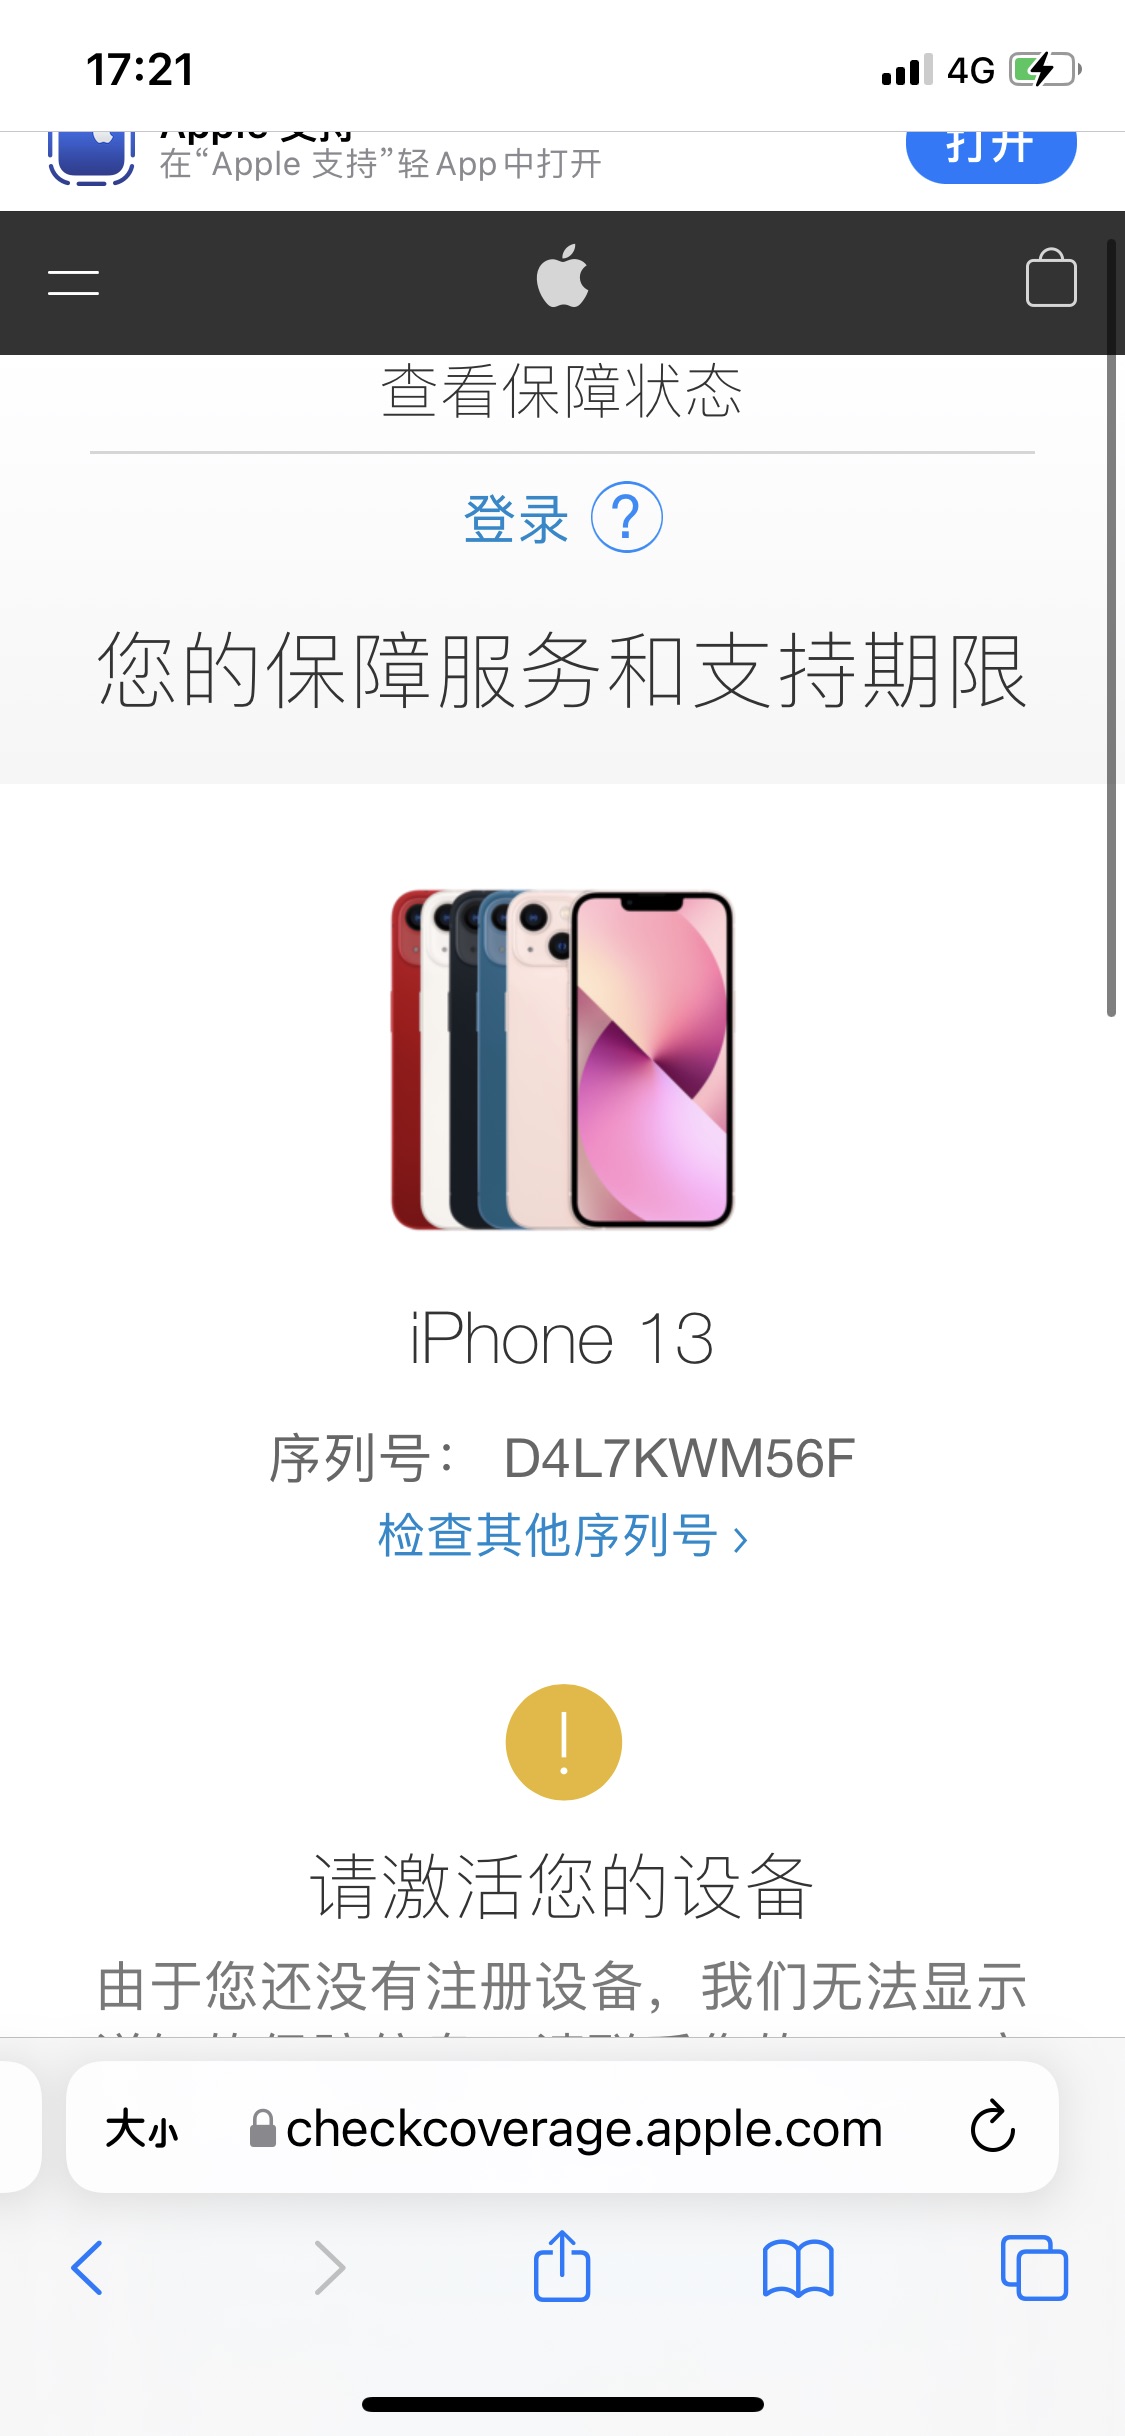 17:21
4G
Apple 支持
在“Apple 支持”轻 App 中打开
打开
查看保障状态
登录 ?
您的保障服务和支持期限
iPhone 13
序列号： D4L7KWM56F
检查其他序列号 ›
!
请激活您的设备
由于您还没有注册设备，我们无法显示
大小 checkcoverage.apple.com